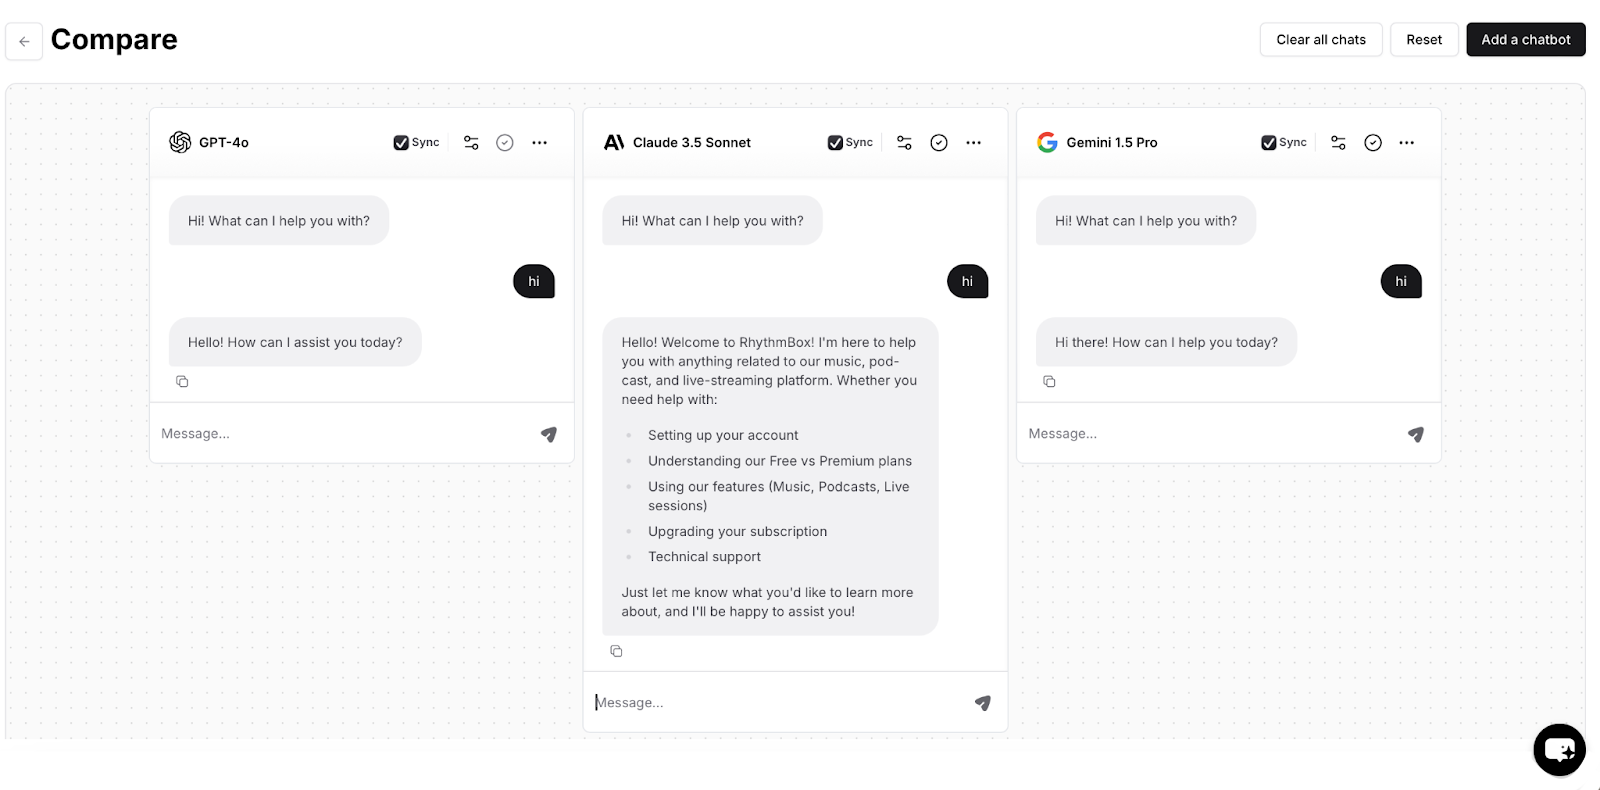 Compare
Clear all chats
Reset
Add a chatbot
GPT-4o
Sync
Hi! What can I help you with?
hi
Hello! How can I assist you today?
Message...
Claude 3.5 Sonnet
Sync
Hi! What can I help you with?
hi
Hello! Welcome to RhythmBox! I'm here to help
you with anything related to our music, pod-
cast, and live-streaming platform. Whether you
need help with:
Setting up your account
Understanding our Free vs Premium plans
Using our features (Music, Podcasts, Live
sessions)
Upgrading your subscription
Technical support
Just let me know what you'd like to learn more
about, and I'll be happy to assist you!
Message...
Gemini 1.5 Pro
Sync
Hi! What can I help you with?
hi
Hi there! How can I help you today?
Message...